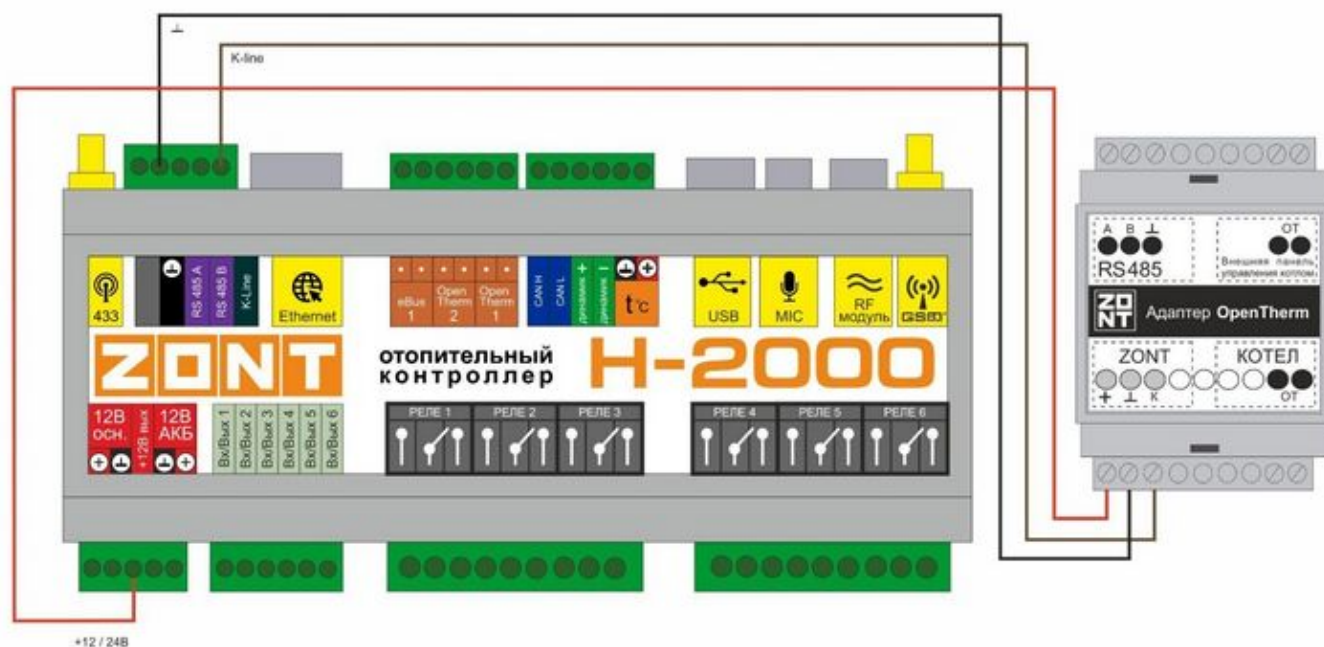 ⊥
K-line
433
RS 485 A
RS 485 B
K-Line
Ethernet
eBus
1
Open
Therm
2
Open
Therm
1
CAN H
CAN L
Динамик +
Динамик –
t°c
USB
MIC
RF
модуль
GSM
ZONT
отопительный
контроллер
H-2000
12В
осн.
+12В вых
12В
АКБ
Вх/Вых 1
Вх/Вых 2
Вх/Вых 3
Вх/Вых 4
Вх/Вых 5
Вх/Вых 6
РЕЛЕ 1
РЕЛЕ 2
РЕЛЕ 3
РЕЛЕ 4
РЕЛЕ 5
РЕЛЕ 6
+12 / 24В
A B ⊥
RS485
OT
Внешняя панель
управления котлом
ZONT
Адаптер OpenTherm
ZONT
+ ⊥ K
КОТЕЛ
OT